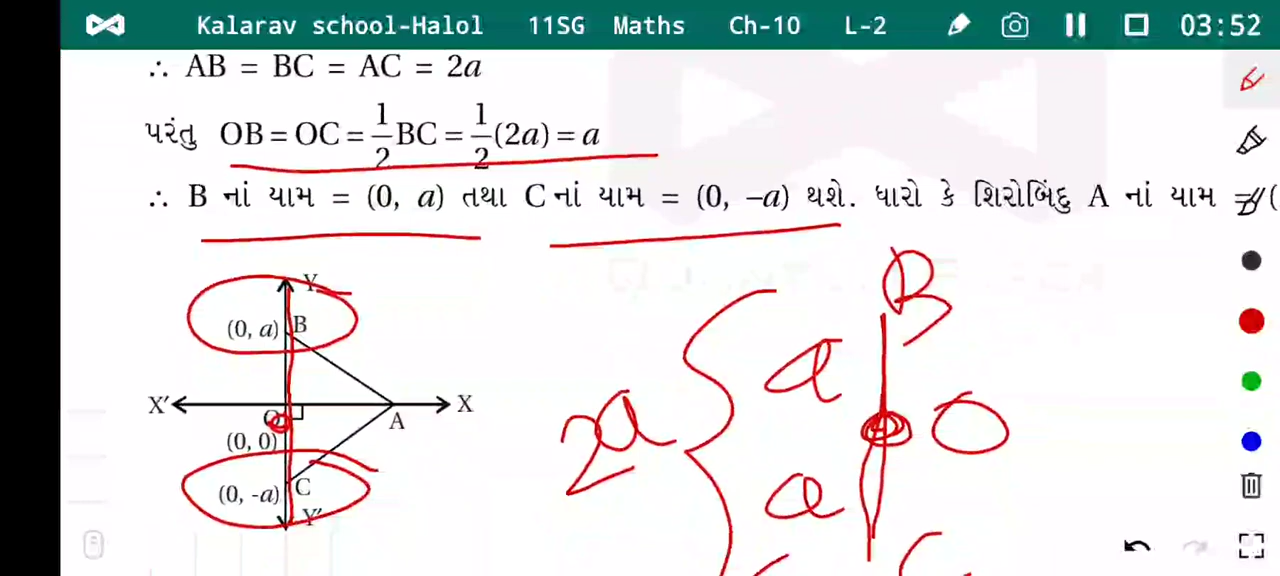 Kalarav school-Halol 11SG Maths Ch-10 L-2 03:52
∴ AB = BC = AC = 2a
પરંતુ OB = OC = 1/2 BC = 1/2 (2a) = a
∴ B નાં યામ = (0, a) તથા C નાં યામ = (0, –a) થશે. ધારો કે શિરોબિંદુ A નાં યામ = (
Y
(0, a) B
X′ O A X
(0, 0)
(0, -a) C
Y′
B
a
2a O
a